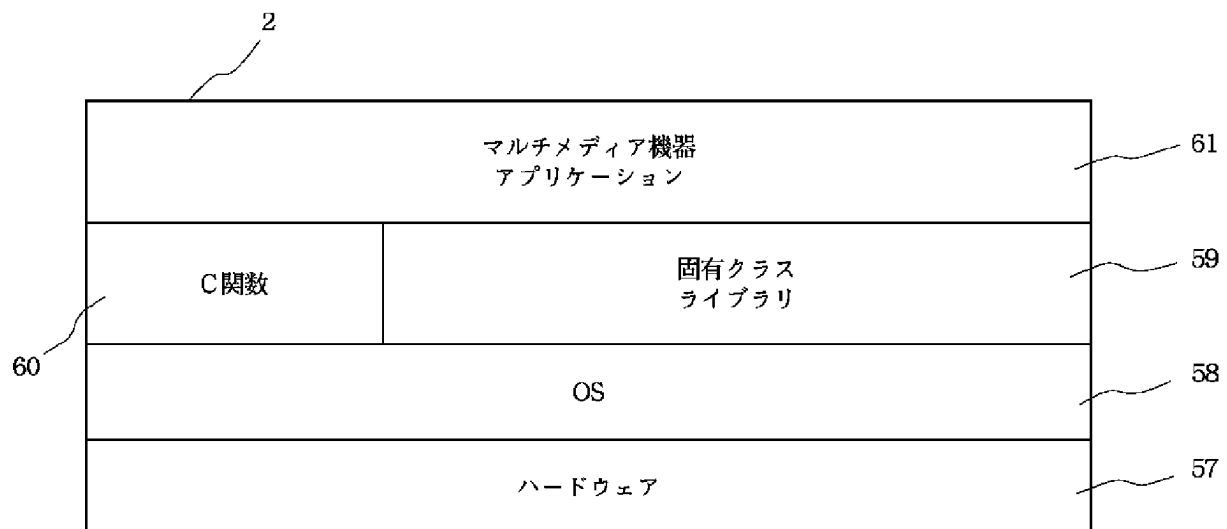 2
マルチメディア機器
アプリケーション
61
C関数
固有クラス
ライブラリ
59
60
OS
58
ハードウェア
57